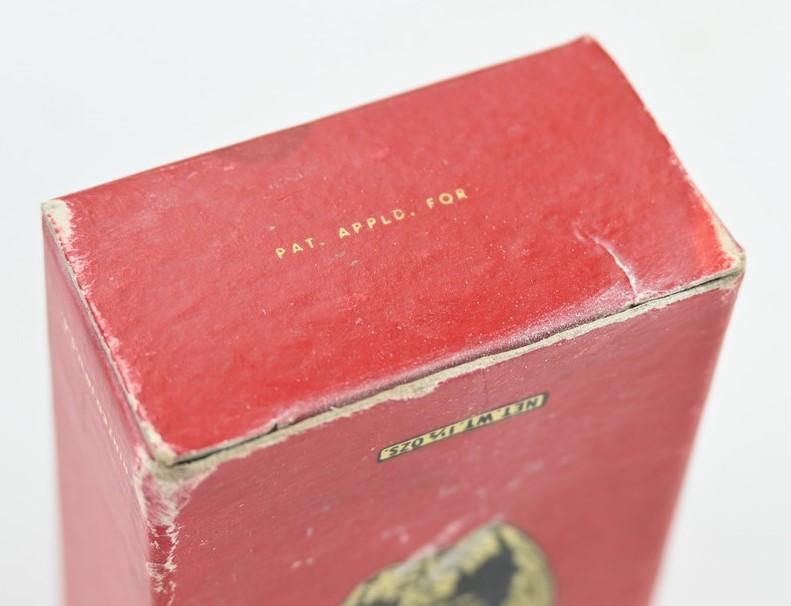 PAT. APPLD. FOR
NET. WT. 1½ OZS.